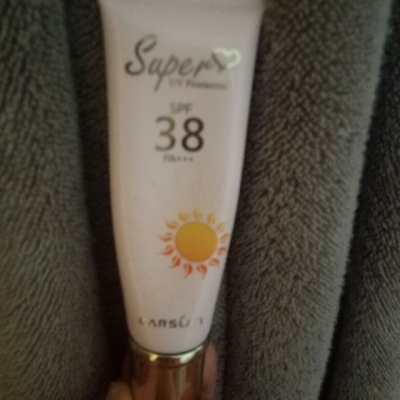 Super
UV Protector
SPF
38
PA+++